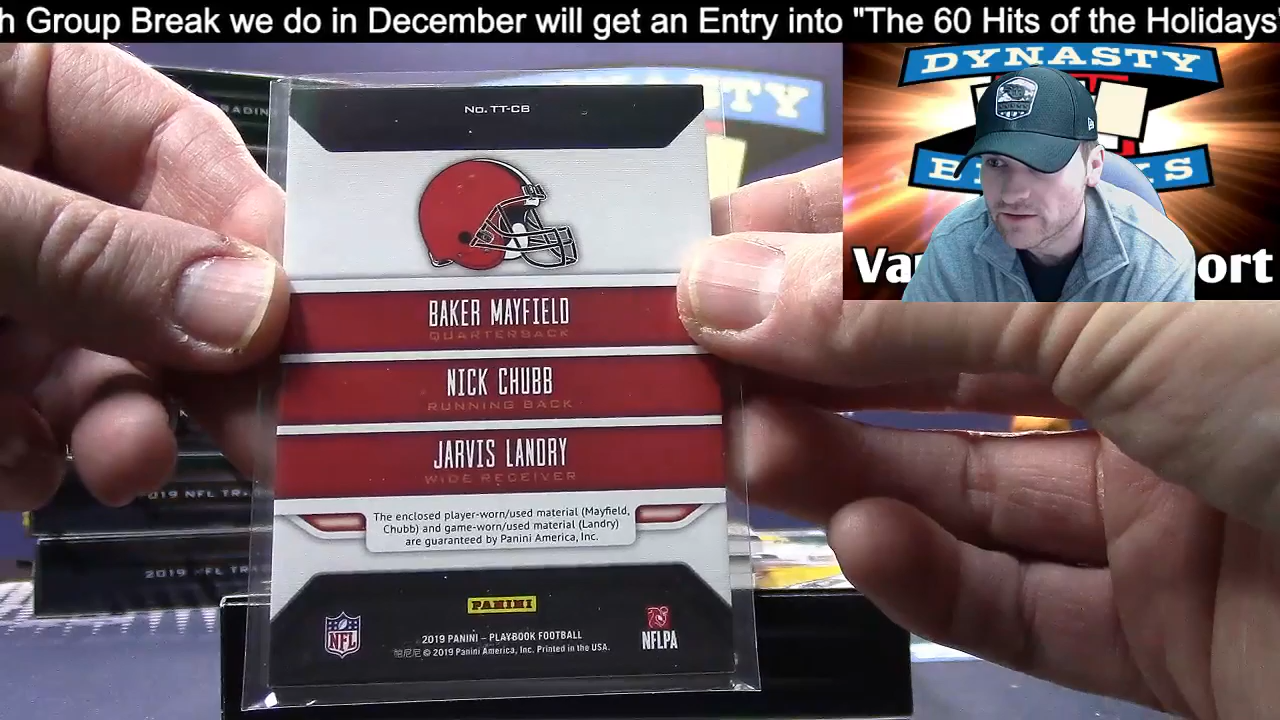 h Group Break we do in December will get an Entry into "The 60 Hits of the Holidays"
DYNASTY
No. TT-CB
BAKER MAYFIELD
QUARTERBACK
NICK CHUBB
RUNNING BACK
JARVIS LANDRY
WIDE RECEIVER
The enclosed player-worn/used material (Mayfield,
Chubb) and game-worn/used material (Landry)
are guaranteed by Panini America, Inc.
PANINI
NFL
2019 PANINI – PLAYBOOK FOOTBALL
© 2019 Panini America, Inc. Printed in the USA.
NFLPA
2019 NFL